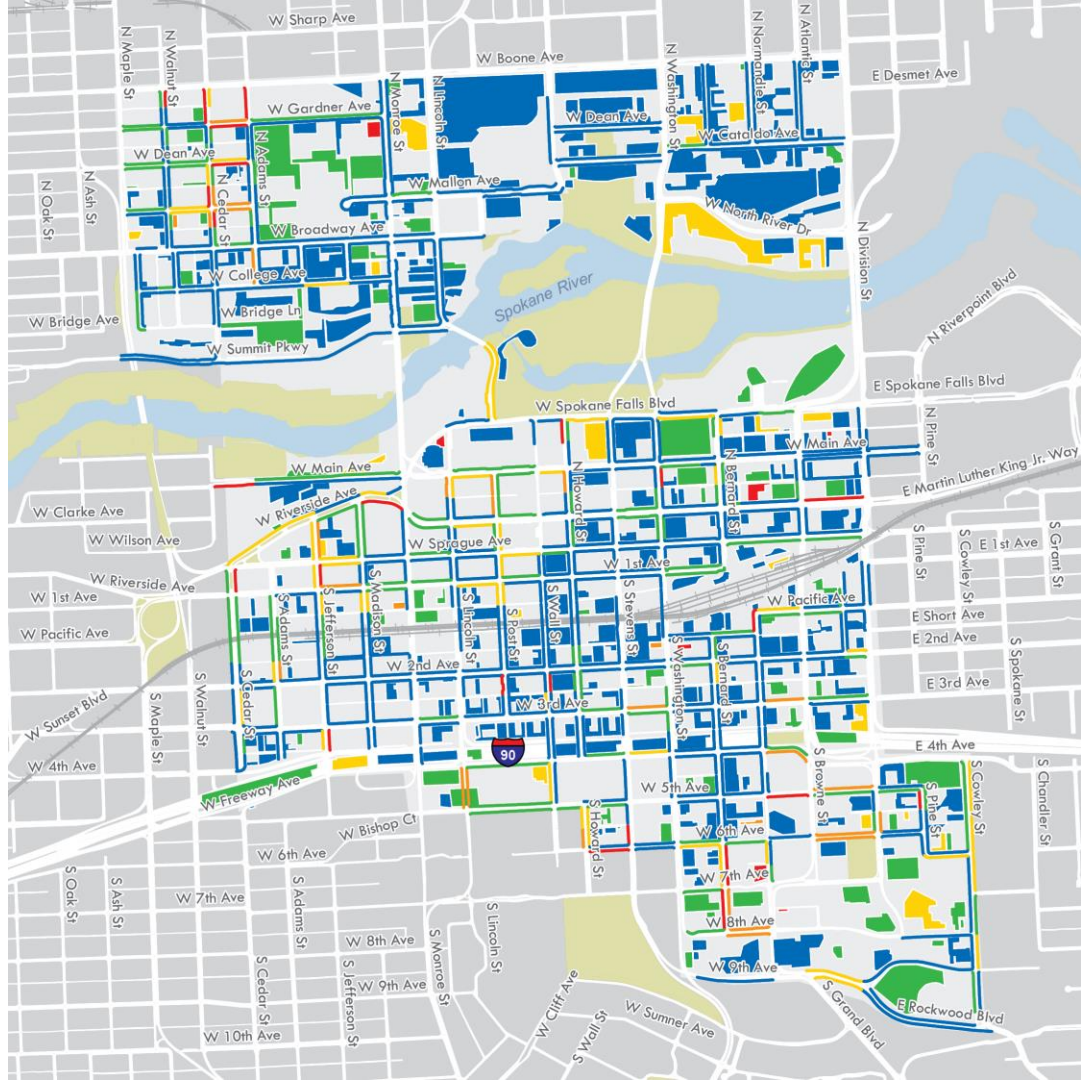 W Sharp Ave
N Maple St
N Walnut St
W Boone Ave
N Washington St
N Normandie St
N Atlantic St
E Desmet Ave
N Monroe St
N Lincoln St
W Gardner Ave
W Dean Ave
W Cataldo Ave
W Dean Ave
N Adams St
N Oak St
N Ash St
N Cedar St
W Mallon Ave
W North River Dr
W Broadway Ave
N Division St
W College Ave
Spokane River
W Bridge Ave
W Bridge Ln
N Riverpoint Blvd
W Summit Pkwy
E Spokane Falls Blvd
W Spokane Falls Blvd
N Pine St
W Main Ave
W Main Ave
N Howard St
N Bernard St
E Martin Luther King Jr. Way
W Riverside Ave
W Clarke Ave
W Wilson Ave
W Sprague Ave
S Pine St
S Cowley St
E 1st Ave
S Grant St
W 1st Ave
W Riverside Ave
W 1st Ave
S Adams St
S Jefferson St
S Madison St
S Lincoln St
S Post St
S Wall St
S Stevens St
W Pacific Ave
E Short Ave
W Pacific Ave
E 2nd Ave
S Washington St
S Bernard St
S Spokane St
W 2nd Ave
S Cedar St
E 3rd Ave
W Sunset Blvd
S Maple St
S Walnut St
W 3rd Ave
90
E 4th Ave
W 4th Ave
S Browne St
W Freeway Ave
W 5th Ave
S Pine St
S Cowley St
S Chandler St
S Howard St
W Bishop Ct
W 6th Ave
W 6th Ave
W 7th Ave
S Oak St
S Ash St
W 7th Ave
S Adams St
W 8th Ave
S Lincoln St
W 8th Ave
S Monroe St
S Cedar St
S Jefferson St
W 9th Ave
W 9th Ave
W Cliff Ave
S Wall St
W Sumner Ave
S Grand Blvd
E Rockwood Blvd
W 10th Ave